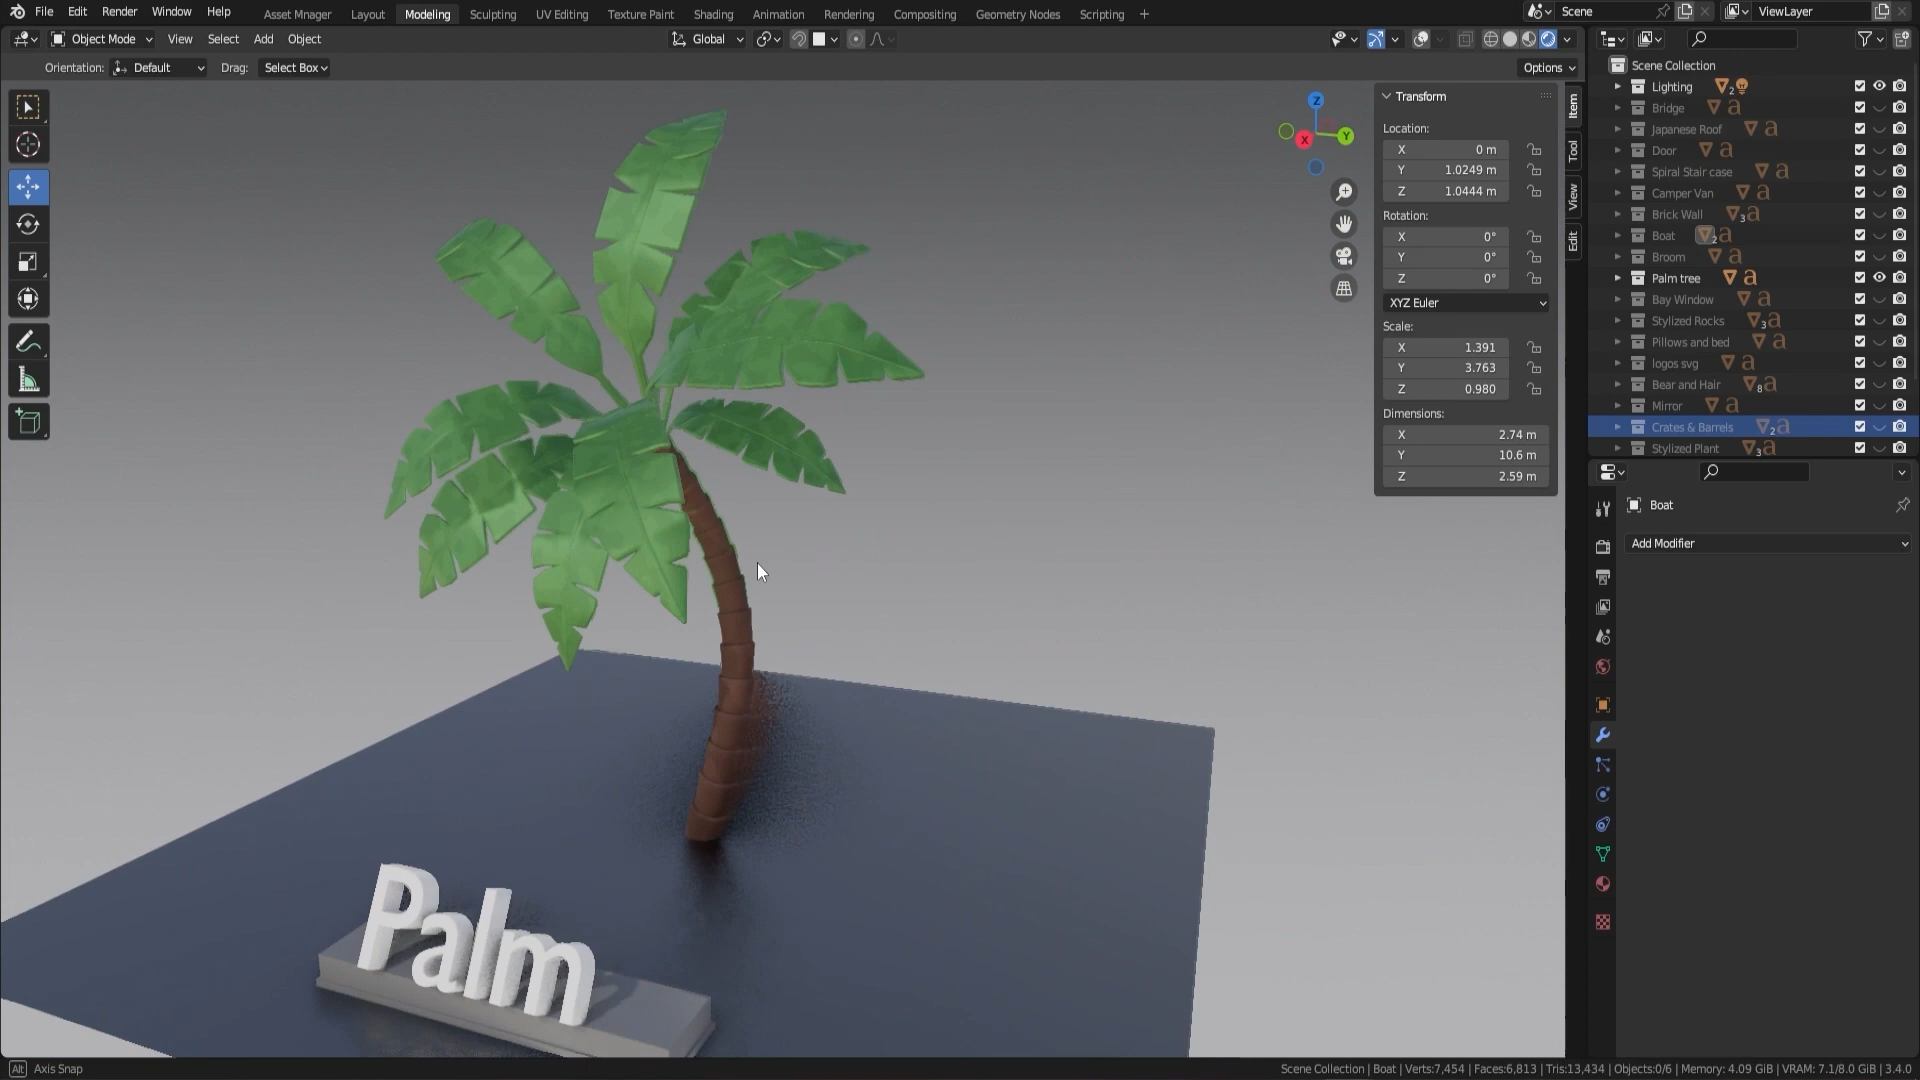 File Edit Render Window Help Asset Mnager Layout Modeling Sculpting UV Editing Texture Paint Shading Animation Rendering Compositing Geometry Nodes Scripting + Scene ViewLayer
Object Mode View Select Add Object Global
Orientation: Default Drag: Select Box Options
Transform
Location:
X 0 m
Y 1.0249 m
Z 1.0444 m
Rotation:
X 0°
Y 0°
Z 0°
XYZ Euler
Scale:
X 1.391
Y 3.763
Z 0.980
Dimensions:
X 2.74 m
Y 10.6 m
Z 2.59 m
Item
Tool
View
Edit
Z
X
Y
Scene Collection
Lighting 2
Bridge a
Japanese Roof a
Door a
Spiral Stair case a
Camper Van a
Brick Wall 3 a
Boat 2 a
Broom a
Palm tree a
Bay Window a
Stylized Rocks 3 a
Pillows and bed a
logos svg a
Bear and Hair 8 a
Mirror a
Crates & Barrels 2 a
Stylized Plant 3 a
Boat
Add Modifier
Palm
Alt Axis Snap
Scene Collection | Boat | Verts:7,454 | Faces:6,813 | Tris:13,434 | Objects:0/6 | Memory: 4.09 GiB | VRAM: 7.1/8.0 GiB | 3.4.0